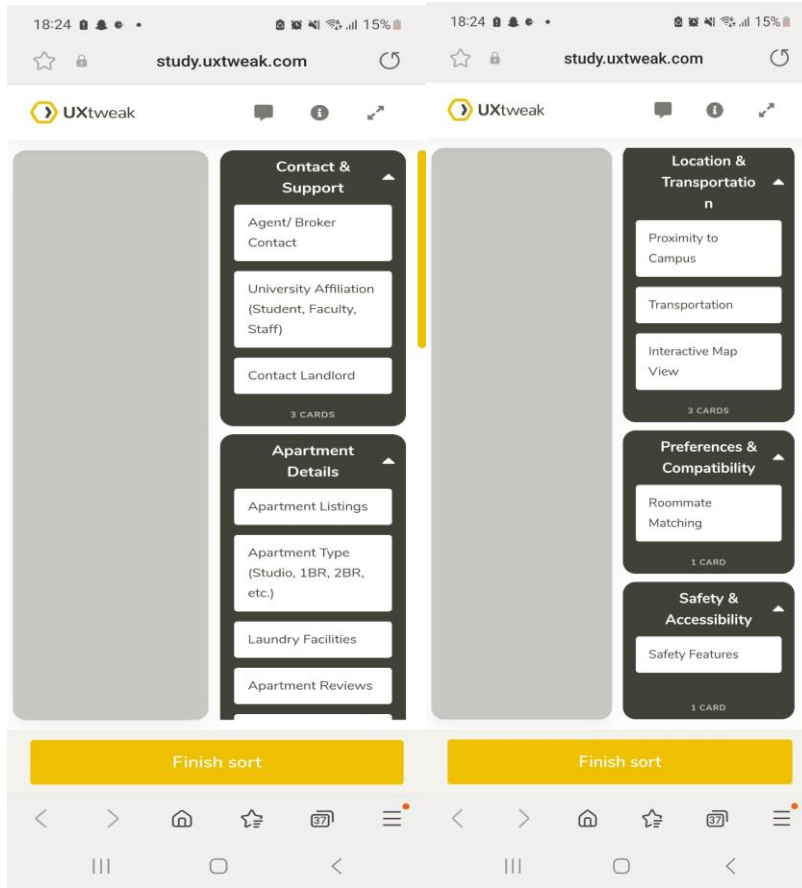 18:24 15%
study.uxtweak.com
UXtweak
Contact &
Support
Agent/ Broker
Contact
University Affiliation
(Student, Faculty,
Staff)
Contact Landlord
3 CARDS
Apartment
Details
Apartment Listings
Apartment Type
(Studio, 1BR, 2BR,
etc.)
Laundry Facilities
Apartment Reviews
Finish sort
37
18:24 15%
study.uxtweak.com
UXtweak
Location &
Transportatio
n
Proximity to
Campus
Transportation
Interactive Map
View
3 CARDS
Preferences &
Compatibility
Roommate
Matching
1 CARD
Safety &
Accessibility
Safety Features
1 CARD
Finish sort
37